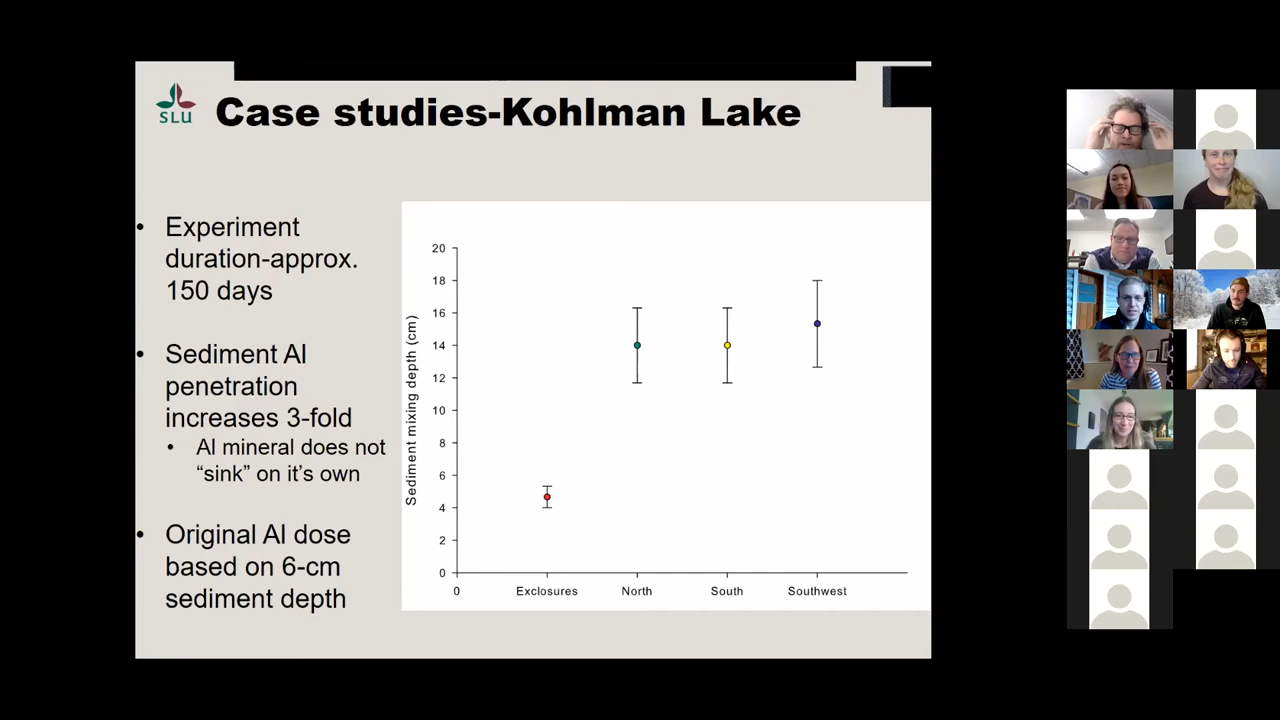 SLU
Case studies-Kohlman Lake
• Experiment
duration-approx.
150 days
• Sediment Al
penetration
increases 3-fold
• Al mineral does not
“sink” on it’s own
• Original Al dose
based on 6-cm
sediment depth
Sediment mixing depth (cm)
20
18
16
14
12
10
8
6
4
2
0
0 Exclosures North South Southwest